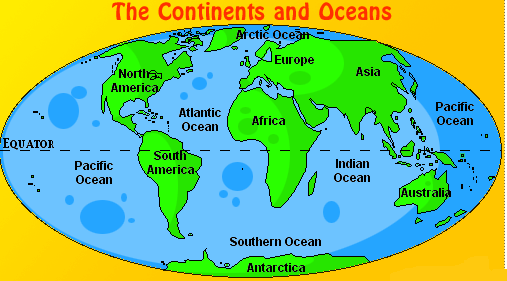 The Continents and Oceans
Arctic Ocean
Europe
Asia
North
America
Atlantic
Ocean
Africa
Pacific
Ocean
EQUATOR
Pacific
Ocean
South
America
Indian
Ocean
Australia
Southern Ocean
Antarctica